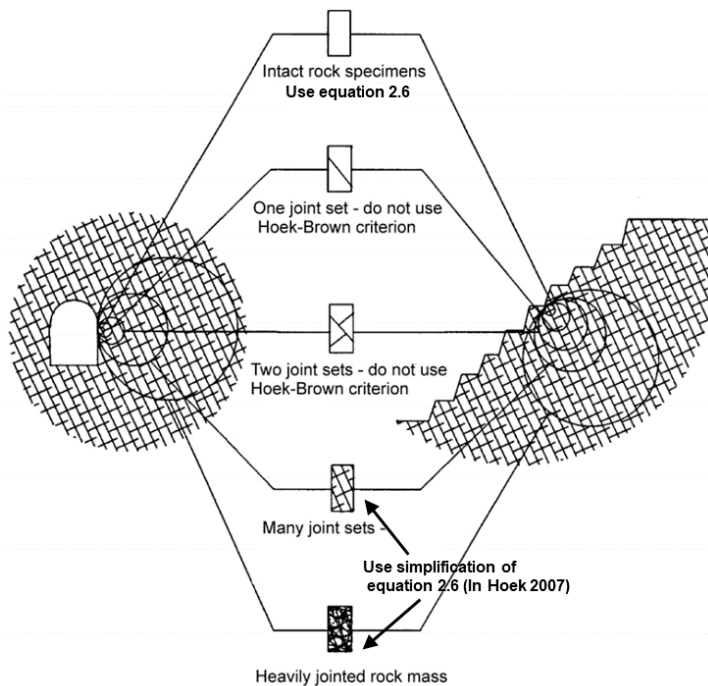 Intact rock specimens
Use equation 2.6
One joint set - do not use
Hoek-Brown criterion
Two joint sets - do not use
Hoek-Brown criterion
Many joint sets -
Use simplification of
equation 2.6 (In Hoek 2007)
Heavily jointed rock mass